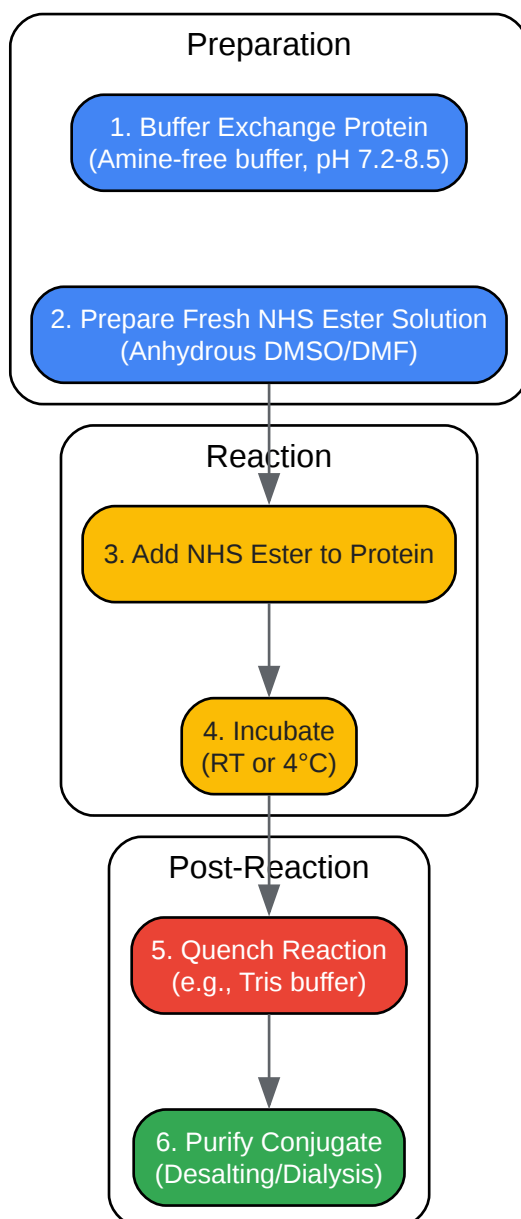 Preparation
1. Buffer Exchange Protein
(Amine-free buffer, pH 7.2-8.5)
2. Prepare Fresh NHS Ester Solution
(Anhydrous DMSO/DMF)
Reaction
3. Add NHS Ester to Protein
4. Incubate
(RT or 4°C)
Post-Reaction
5. Quench Reaction
(e.g., Tris buffer)
6. Purify Conjugate
(Desalting/Dialysis)